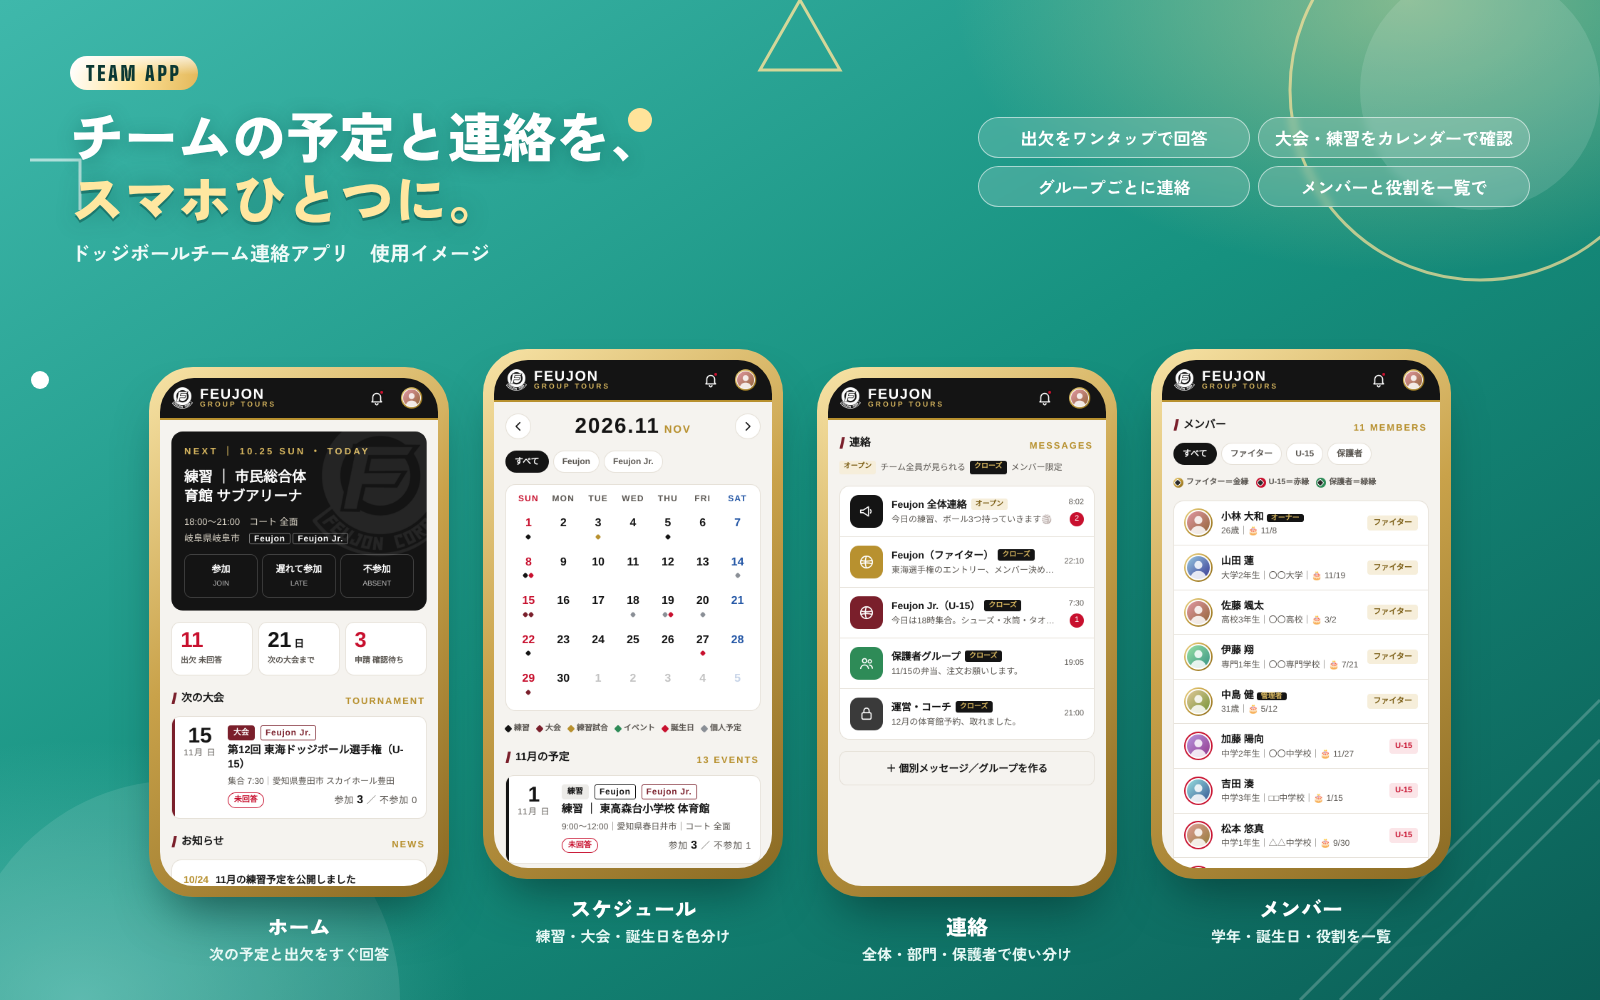 TEAM APP
チームの予定と連絡を、
スマホひとつに。
ドッジボールチーム連絡アプリ 使用イメージ
出欠をワンタップで回答
大会・練習をカレンダーで確認
グループごとに連絡
メンバーと役割を一覧で
FEUJON
GROUP TOURS
NEXT | 10.25 SUN ・ TODAY
練習 | 市民総合体
育館 サブアリーナ
18:00〜21:00 コート 全面
岐阜県岐阜市 Feujon Feujon Jr.
参加 遅れて参加 不参加
JOIN LATE ABSENT
11 21日 3
出欠 未回答 次の大会まで 申請 確認待ち
次の大会 TOURNAMENT
15
11月 日
大会 Feujon Jr.
第12回 東海ドッジボール選手権（U-
15）
集合 7:30｜愛知県豊田市 スカイホール豊田
未回答 参加 3 ／ 不参加 0
お知らせ NEWS
10/24 11月の練習予定を公開しました
ホーム
次の予定と出欠をすぐ回答
FEUJON
GROUP TOURS
2026.11 NOV
すべて Feujon Feujon Jr.
SUN MON TUE WED THU FRI SAT
1 2 3 4 5 6 7
8 9 10 11 12 13 14
15 16 17 18 19 20 21
22 23 24 25 26 27 28
29 30 1 2 3 4 5
練習 大会 練習試合 イベント 誕生日 個人予定
11月の予定 13 EVENTS
1
11月 日
練習 Feujon Feujon Jr.
練習 | 東高森台小学校 体育館
9:00〜12:00｜愛知県春日井市｜コート 全面
未回答 参加 3 ／ 不参加 1
スケジュール
練習・大会・誕生日を色分け
FEUJON
GROUP TOURS
連絡 MESSAGES
オープン チーム全員が見られる クローズ メンバー限定
Feujon 全体連絡 オープン 8:02
今日の練習、ボール3つ持っていきます 2
Feujon（ファイター） クローズ 22:10
東海選手権のエントリー、メンバー決め…
Feujon Jr.（U-15） クローズ 7:30
今日は18時集合。シューズ・水筒・タオ… 1
保護者グループ クローズ 19:05
11/15の弁当、注文お願いします。
運営・コーチ クローズ 21:00
12月の体育館予約、取れました。
＋ 個別メッセージ／グループを作る
連絡
全体・部門・保護者で使い分け
FEUJON
GROUP TOURS
メンバー 11 MEMBERS
すべて ファイター U-15 保護者
ファイター＝金縁 U-15＝赤縁 保護者＝緑縁
小林 大和 オーナー ファイター
26歳｜11/8
山田 蓮 ファイター
大学2年生｜〇〇大学｜11/19
佐藤 颯太 ファイター
高校3年生｜〇〇高校｜3/2
伊藤 翔 ファイター
専門1年生｜〇〇専門学校｜7/21
中島 健 管理者 ファイター
31歳｜5/12
加藤 陽向 U-15
中学2年生｜〇〇中学校｜11/27
吉田 湊 U-15
中学3年生｜□□中学校｜1/15
松本 悠真 U-15
中学1年生｜△△中学校｜9/30
メンバー
学年・誕生日・役割を一覧